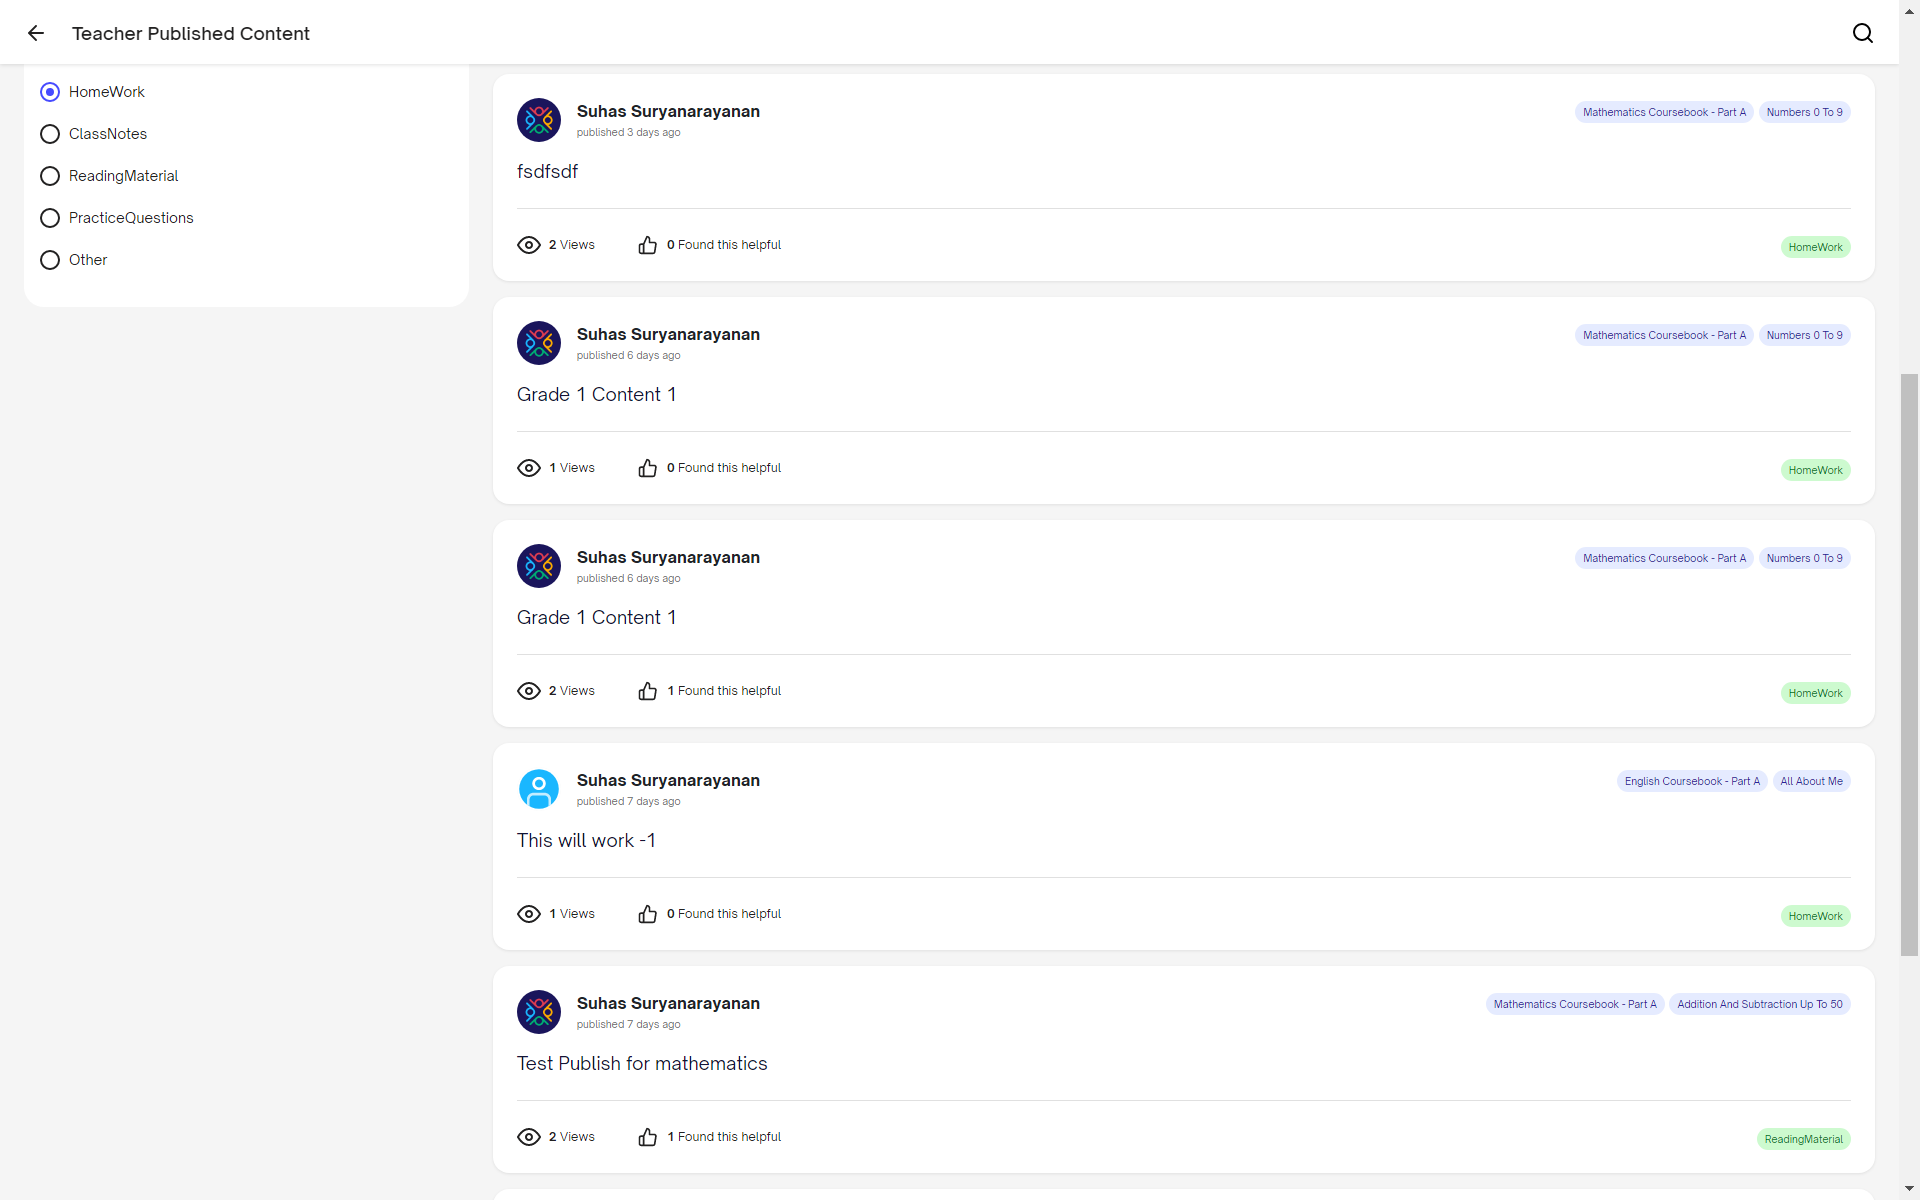 Teacher Published Content
HomeWork
ClassNotes
ReadingMaterial
PracticeQuestions
Other
Suhas Suryanarayanan
published 3 days ago
Mathematics Coursebook - Part A
Numbers 0 To 9
fsdfsdf
2 Views
0 Found this helpful
HomeWork
Suhas Suryanarayanan
published 6 days ago
Mathematics Coursebook - Part A
Numbers 0 To 9
Grade 1 Content 1
1 Views
0 Found this helpful
HomeWork
Suhas Suryanarayanan
published 6 days ago
Mathematics Coursebook - Part A
Numbers 0 To 9
Grade 1 Content 1
2 Views
1 Found this helpful
HomeWork
Suhas Suryanarayanan
published 7 days ago
English Coursebook - Part A
All About Me
This will work -1
1 Views
0 Found this helpful
HomeWork
Suhas Suryanarayanan
published 7 days ago
Mathematics Coursebook - Part A
Addition And Subtraction Up To 50
Test Publish for mathematics
2 Views
1 Found this helpful
ReadingMaterial